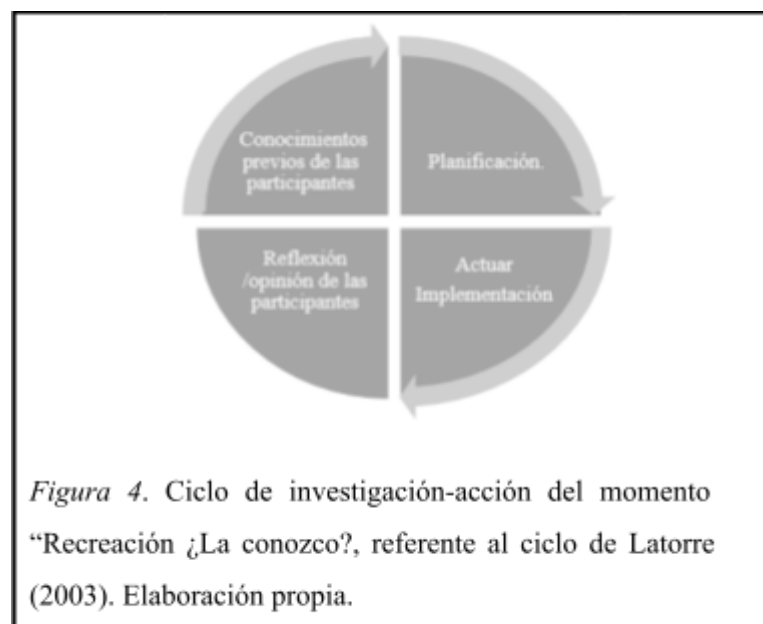 Conocimientos
previos de las
participantes
Planificación.
Reflexión
/opinión de las
participantes
Actuar
Implementación
Figura 4. Ciclo de investigación-acción del momento
“Recreación ¿La conozco?, referente al ciclo de Latorre
(2003). Elaboración propia.